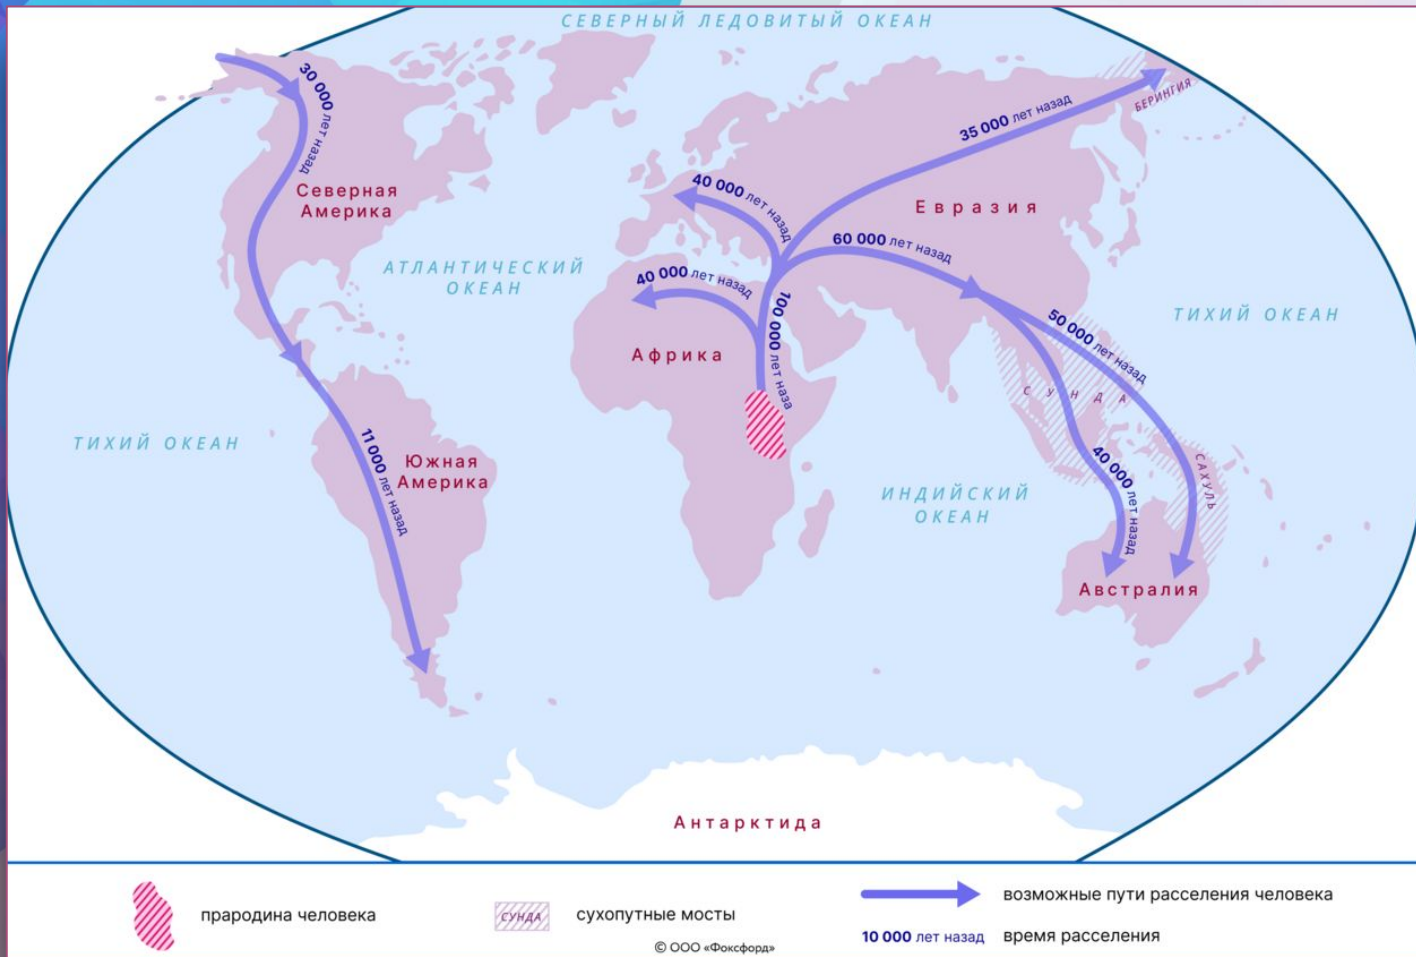 СЕВЕРНЫЙ ЛЕДОВИТЫЙ ОКЕАН
30 000 лет назад
БЕРИНГИЯ
35 000 лет назад
Северная
Америка
40 000 лет назад
Евразия
60 000 лет назад
АТЛАНТИЧЕСКИЙ
ОКЕАН
40 000 лет назад
100 000 лет наза
50 000 лет назад
ТИХИЙ ОКЕАН
Африка
СУНДА
ТИХИЙ ОКЕАН
11 000 лет назад
Южная
Америка
40 000 лет назад
САХУЛЬ
ИНДИЙСКИЙ
ОКЕАН
Австралия
Антарктида
прародина человека
СУНДА
сухопутные мосты
возможные пути расселения человека
10 000 лет назад
время расселения
© ООО «Фоксфорд»